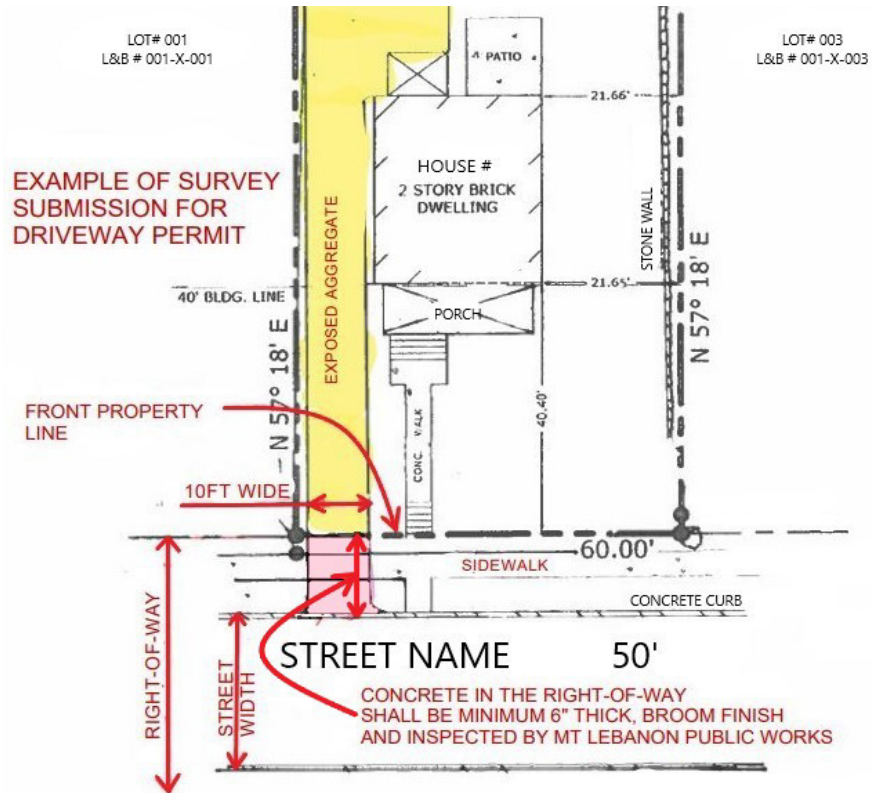 LOT# 001
L&B # 001-X-001
LOT# 003
L&B # 001-X-003
PATIO
21.66'
EXAMPLE OF SURVEY
SUBMISSION FOR
DRIVEWAY PERMIT
HOUSE #
2 STORY BRICK
DWELLING
EXPOSED AGGREGATE
STONE WALL
40' BLDG. LINE
21.65'
PORCH
N 57° 18' E
N 57° 18' E
FRONT PROPERTY
LINE
CONC. WALK
40.40'
10FT WIDE
60.00'
SIDEWALK
CONCRETE CURB
RIGHT-OF-WAY
STREET
WIDTH
STREET NAME 50'
CONCRETE IN THE RIGHT-OF-WAY
SHALL BE MINIMUM 6" THICK, BROOM FINISH
AND INSPECTED BY MT LEBANON PUBLIC WORKS